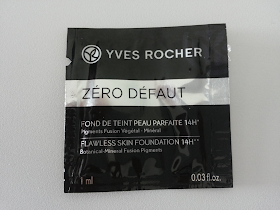 YVES ROCHER
ZÉRO DÉFAUT
FOND DE TEINT PEAU PARFAITE 14H*
Pigments Fusion Végétal - Minéral
FLAWLESS SKIN FOUNDATION 14H**
Botanical-Mineral Fusion Pigments
1 ml 0.03 fl.oz.